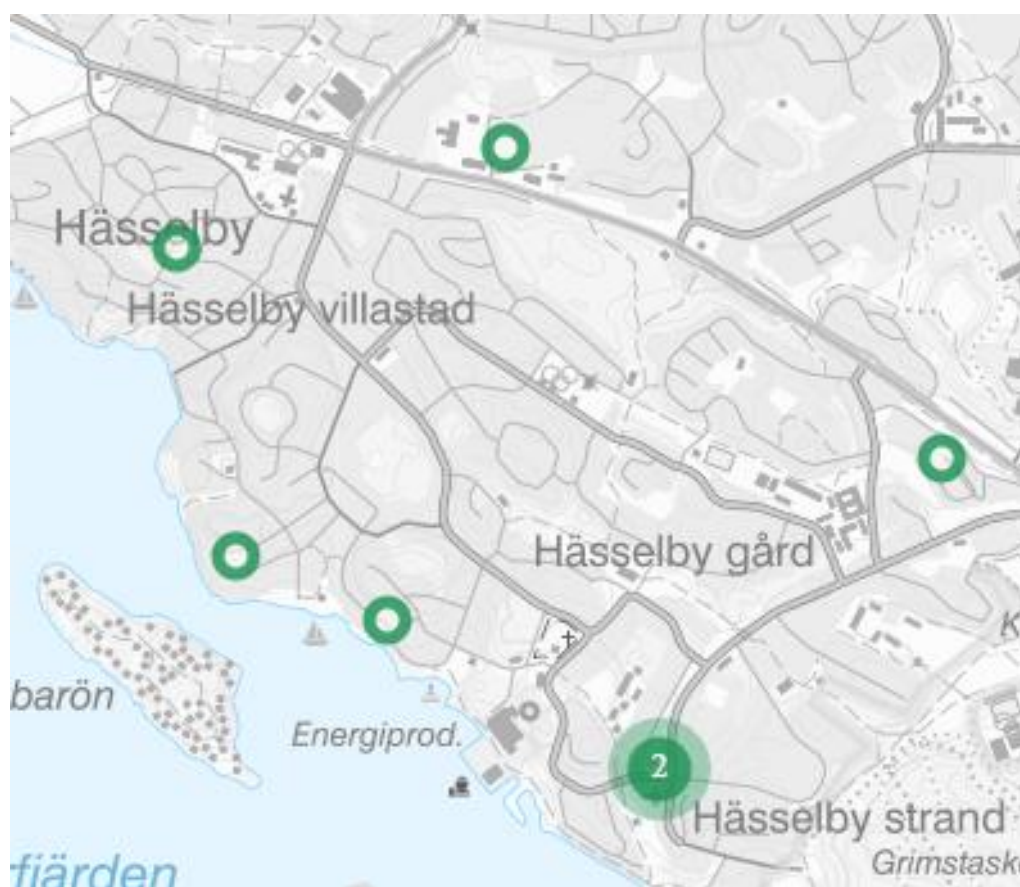 Hässelby
Hässelby villastad
Hässelby gård
barön
Energiprod.
2
Hässelby strand
Grimstask
fjärden
K